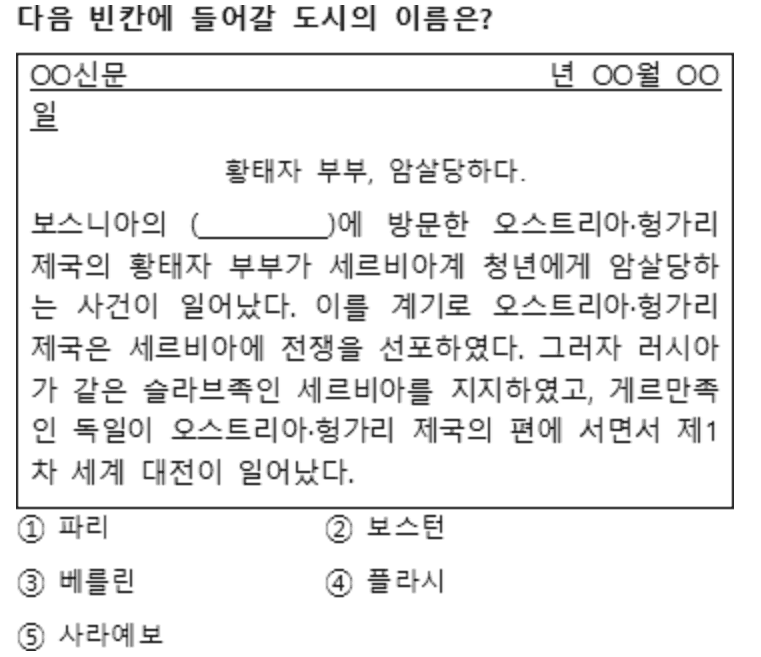 다음 빈칸에 들어갈 도시의 이름은?
○○신문 년 ○○월 ○○
일
황태자 부부, 암살당하다.
보스니아의 (________)에 방문한 오스트리아·헝가리
제국의 황태자 부부가 세르비아계 청년에게 암살당하
는 사건이 일어났다. 이를 계기로 오스트리아·헝가리
제국은 세르비아에 전쟁을 선포하였다. 그러자 러시아
가 같은 슬라브족인 세르비아를 지지하였고, 게르만족
인 독일이 오스트리아·헝가리 제국의 편에 서면서 제1
차 세계 대전이 일어났다.
① 파리 ② 보스턴
③ 베를린 ④ 플라시
⑤ 사라예보